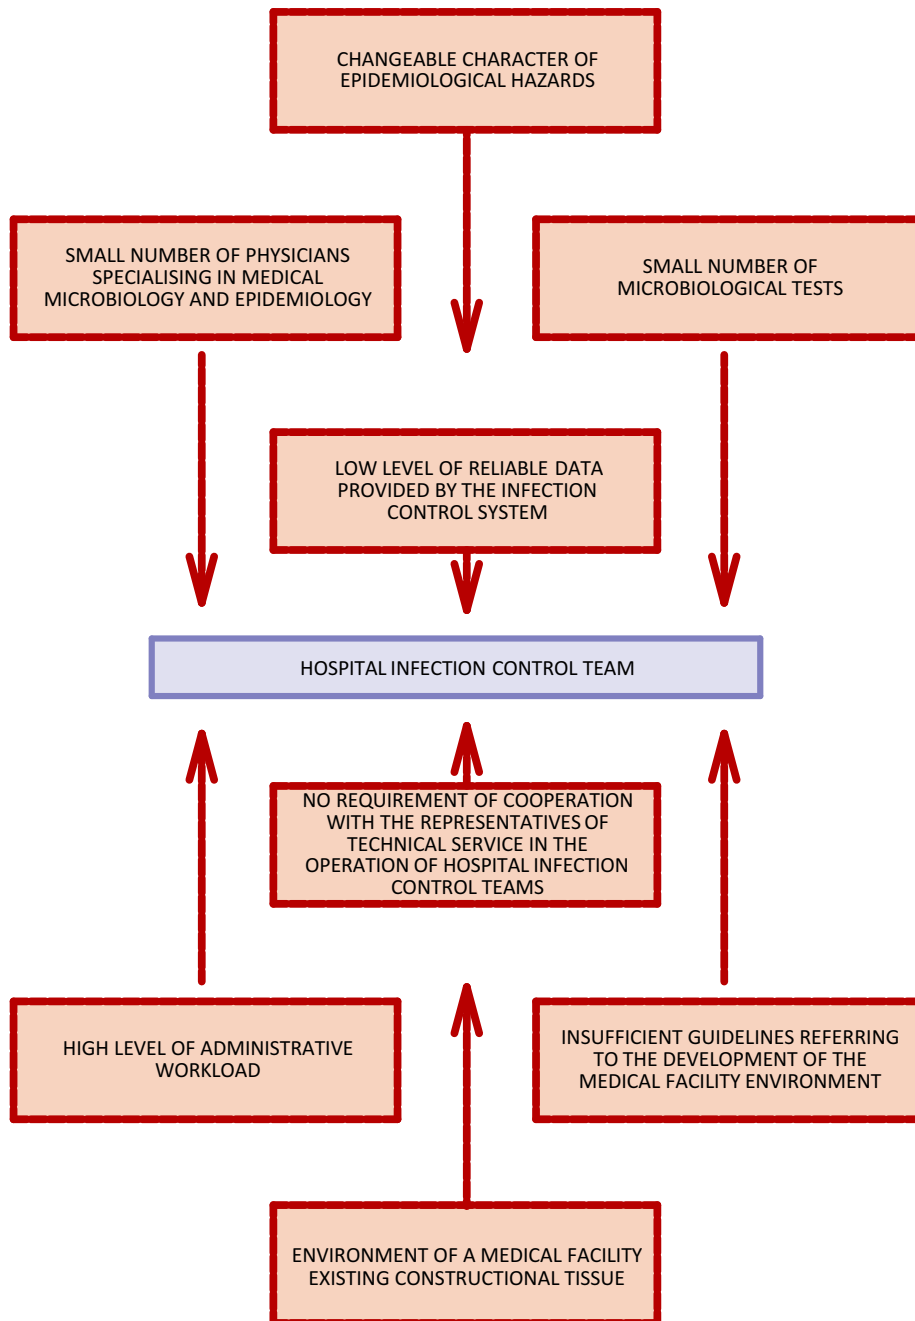 CHANGEABLE CHARACTER OF
EPIDEMIOLOGICAL HAZARDS
SMALL NUMBER OF PHYSICIANS
SPECIALISING IN MEDICAL
MICROBIOLOGY AND EPIDEMIOLOGY
SMALL NUMBER OF
MICROBIOLOGICAL TESTS
LOW LEVEL OF RELIABLE DATA
PROVIDED BY THE INFECTION
CONTROL SYSTEM
HOSPITAL INFECTION CONTROL TEAM
NO REQUIREMENT OF COOPERATION
WITH THE REPRESENTATIVES OF
TECHNICAL SERVICE IN THE
OPERATION OF HOSPITAL INFECTION
CONTROL TEAMS
HIGH LEVEL OF ADMINISTRATIVE
WORKLOAD
INSUFFICIENT GUIDELINES REFERRING
TO THE DEVELOPMENT OF THE
MEDICAL FACILITY ENVIRONMENT
ENVIRONMENT OF A MEDICAL FACILITY
EXISTING CONSTRUCTIONAL TISSUE